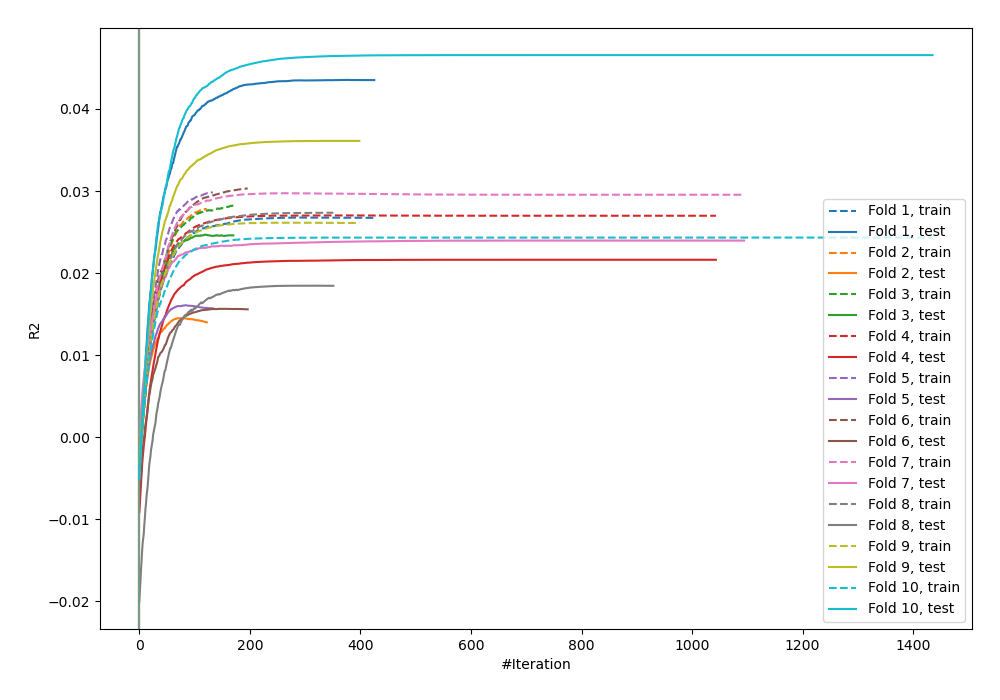 0.04
0.03
0.02
0.01
0.00
−0.01
−0.02
R2
0
200
400
600
800
1000
1200
1400
#Iteration
Fold 1, train
Fold 1, test
Fold 2, train
Fold 2, test
Fold 3, train
Fold 3, test
Fold 4, train
Fold 4, test
Fold 5, train
Fold 5, test
Fold 6, train
Fold 6, test
Fold 7, train
Fold 7, test
Fold 8, train
Fold 8, test
Fold 9, train
Fold 9, test
Fold 10, train
Fold 10, test